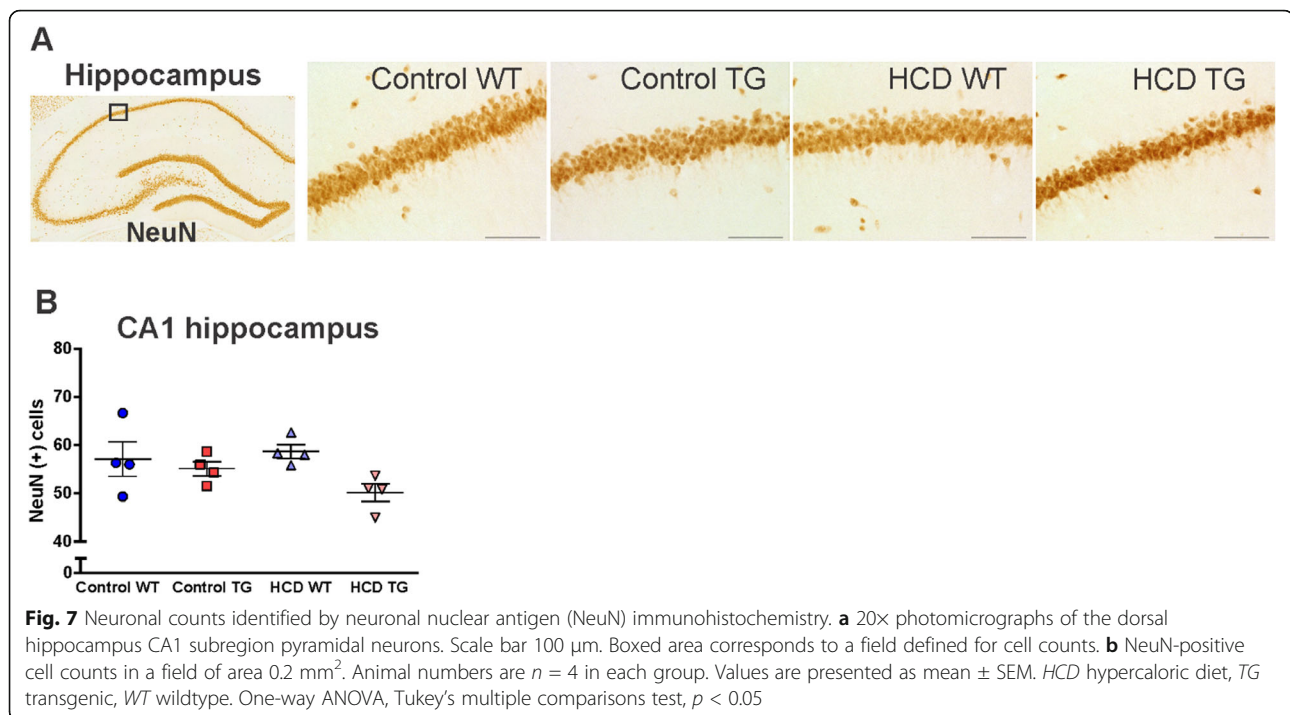 A
Hippocampus
NeuN
Control WT
Control TG
HCD WT
HCD TG
B
CA1 hippocampus
NeuN (+) cells
80
70
60
50
40
0
Control WT
Control TG
HCD WT
HCD TG
Fig. 7 Neuronal counts identified by neuronal nuclear antigen (NeuN) immunohistochemistry. a 20× photomicrographs of the dorsal
hippocampus CA1 subregion pyramidal neurons. Scale bar 100 μm. Boxed area corresponds to a field defined for cell counts. b NeuN-positive
cell counts in a field of area 0.2 mm². Animal numbers are n = 4 in each group. Values are presented as mean ± SEM. HCD hypercaloric diet, TG
transgenic, WT wildtype. One-way ANOVA, Tukey's multiple comparisons test, p < 0.05